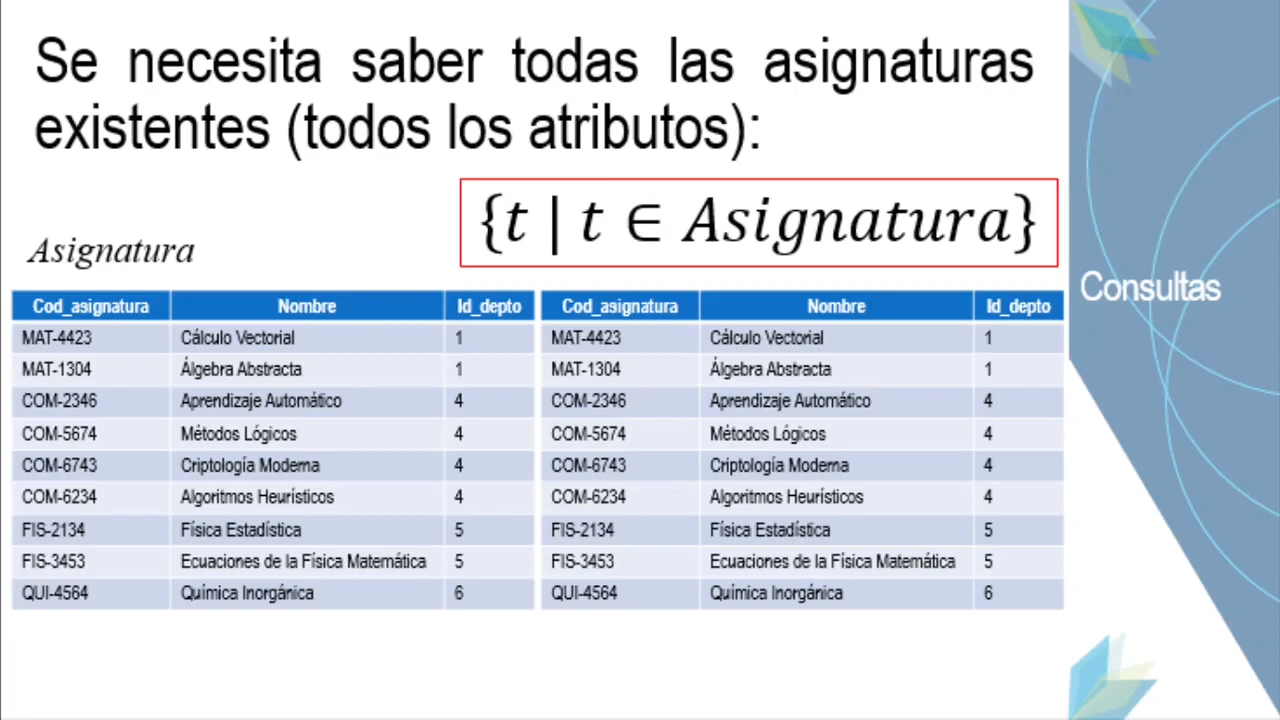 Se necesita saber todas las asignaturas
existentes (todos los atributos):
{t | t ∈ Asignatura}
Asignatura
Consultas
Cod_asignatura Nombre Id_depto Cod_asignatura Nombre Id_depto
MAT-4423 Cálculo Vectorial 1 MAT-4423 Cálculo Vectorial 1
MAT-1304 Álgebra Abstracta 1 MAT-1304 Álgebra Abstracta 1
COM-2346 Aprendizaje Automático 4 COM-2346 Aprendizaje Automático 4
COM-5674 Métodos Lógicos 4 COM-5674 Métodos Lógicos 4
COM-6743 Criptología Moderna 4 COM-6743 Criptología Moderna 4
COM-6234 Algoritmos Heurísticos 4 COM-6234 Algoritmos Heurísticos 4
FIS-2134 Física Estadística 5 FIS-2134 Física Estadística 5
FIS-3453 Ecuaciones de la Física Matemática 5 FIS-3453 Ecuaciones de la Física Matemática 5
QUI-4564 Química Inorgánica 6 QUI-4564 Química Inorgánica 6